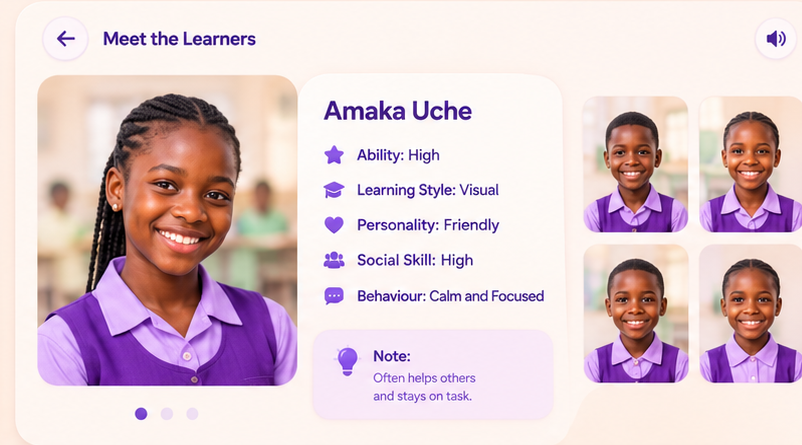 Meet the Learners
Amaka Uche
Ability: High
Learning Style: Visual
Personality: Friendly
Social Skill: High
Behaviour: Calm and Focused
Note:
Often helps others
and stays on task.